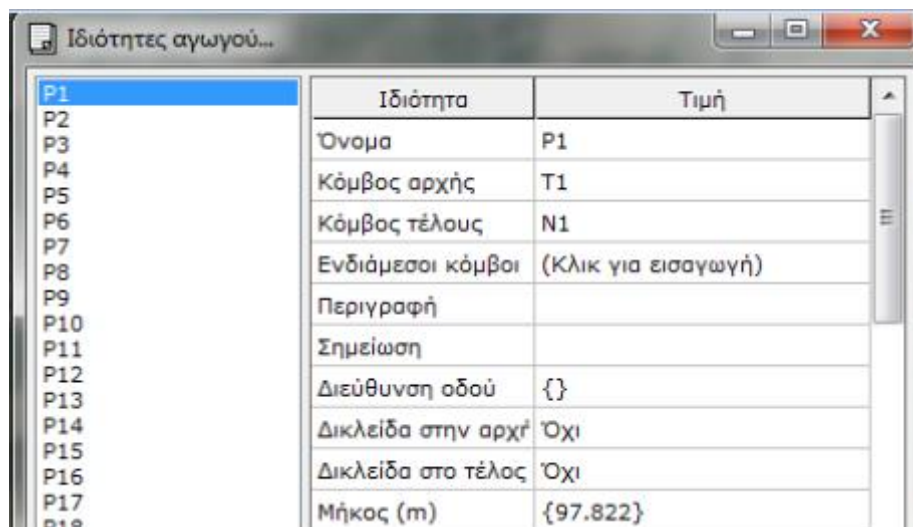 Ιδιότητες αγωγού...
P1
P2
P3
P4
P5
P6
P7
P8
P9
P10
P11
P12
P13
P14
P15
P16
P17
P18
Ιδιότητα Τιμή
Όνομα P1
Κόμβος αρχής T1
Κόμβος τέλους N1
Ενδιάμεσοι κόμβοι (Κλικ για εισαγωγή)
Περιγραφή
Σημείωση
Διεύθυνση οδού {}
Δικλείδα στην αρχή Όχι
Δικλείδα στο τέλος Όχι
Μήκος (m) {97.822}